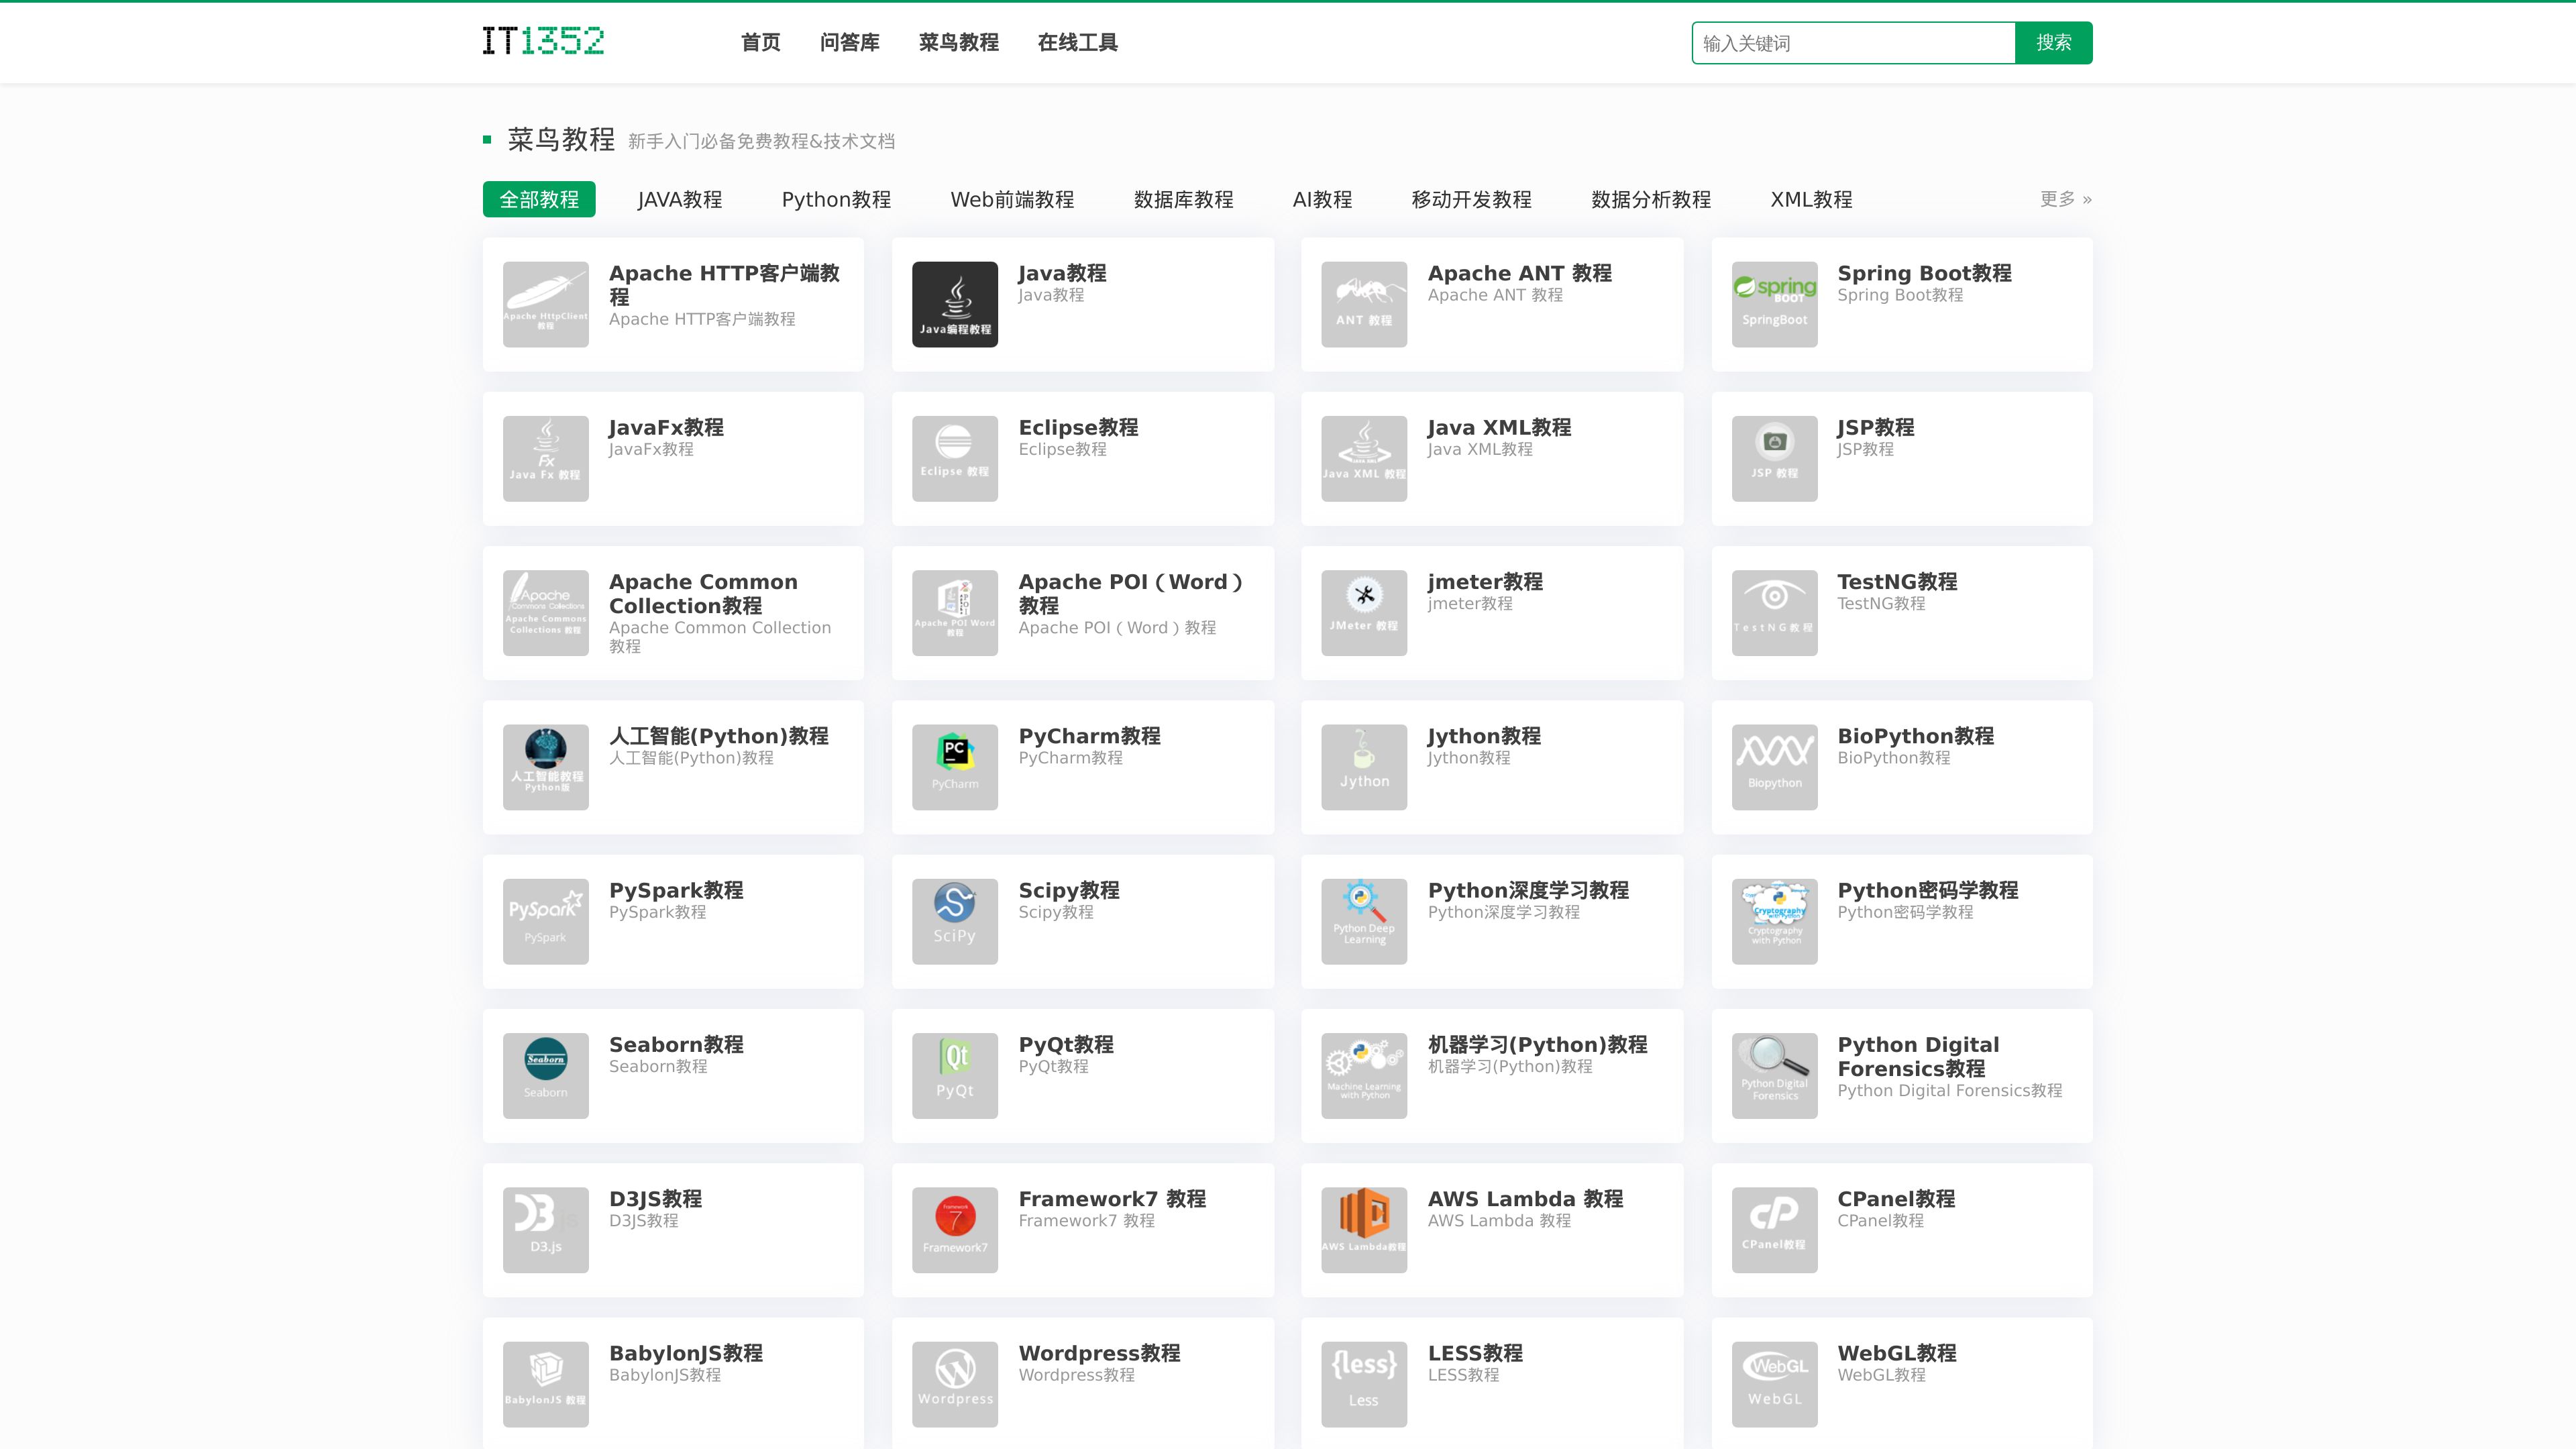 IT1352
首页
问答库
菜鸟教程
在线工具
输入关键词
搜索
菜鸟教程
新手入门必备免费教程&技术文档
全部教程
JAVA教程
Python教程
Web前端教程
数据库教程
AI教程
移动开发教程
数据分析教程
XML教程
更多 »
Apache HttpClient
教程
Apache HTTP客户端教
程
Apache HTTP客户端教程
Java编程教程
Java教程
Java教程
ANT 教程
Apache ANT 教程
Apache ANT 教程
spring
BOOT
SpringBoot
Spring Boot教程
Spring Boot教程
Fx
Java Fx 教程
JavaFx教程
JavaFx教程
Eclipse 教程
Eclipse教程
Eclipse教程
Java XML 教程
Java XML教程
Java XML教程
JSP 教程
JSP教程
JSP教程
Apache
Commons Collections
Apache Commons
Collections 教程
Apache Common
Collection教程
Apache Common Collection
教程
Apache POI Word
教程
Apache POI（Word）
教程
Apache POI（Word）教程
JMeter 教程
jmeter教程
jmeter教程
TestNG教程
TestNG教程
TestNG教程
人工智能教程
Python版
人工智能(Python)教程
人工智能(Python)教程
PC
PyCharm
PyCharm教程
PyCharm教程
Jython
Jython教程
Jython教程
Biopython
BioPython教程
BioPython教程
PySpark
PySpark
PySpark教程
PySpark教程
SciPy
Scipy教程
Scipy教程
Python Deep
Learning
Python深度学习教程
Python深度学习教程
Cryptography
with Python
Cryptography
with Python
Python密码学教程
Python密码学教程
Seaborn
Seaborn
Seaborn教程
Seaborn教程
Qt
PyQt
PyQt教程
PyQt教程
Machine Learning
with Python
机器学习(Python)教程
机器学习(Python)教程
Python Digital
Forensics
Python Digital
Forensics教程
Python Digital Forensics教程
D3js
D3.js
D3JS教程
D3JS教程
Framework
7
Framework7
Framework7 教程
Framework7 教程
AWS Lambda教程
AWS Lambda 教程
AWS Lambda 教程
cP
CPanel教程
CPanel教程
CPanel教程
BabylonJS 教程
BabylonJS教程
BabylonJS教程
Wordpress
Wordpress教程
Wordpress教程
{less}
Less
LESS教程
LESS教程
WebGL
WebGL
WebGL教程
WebGL教程